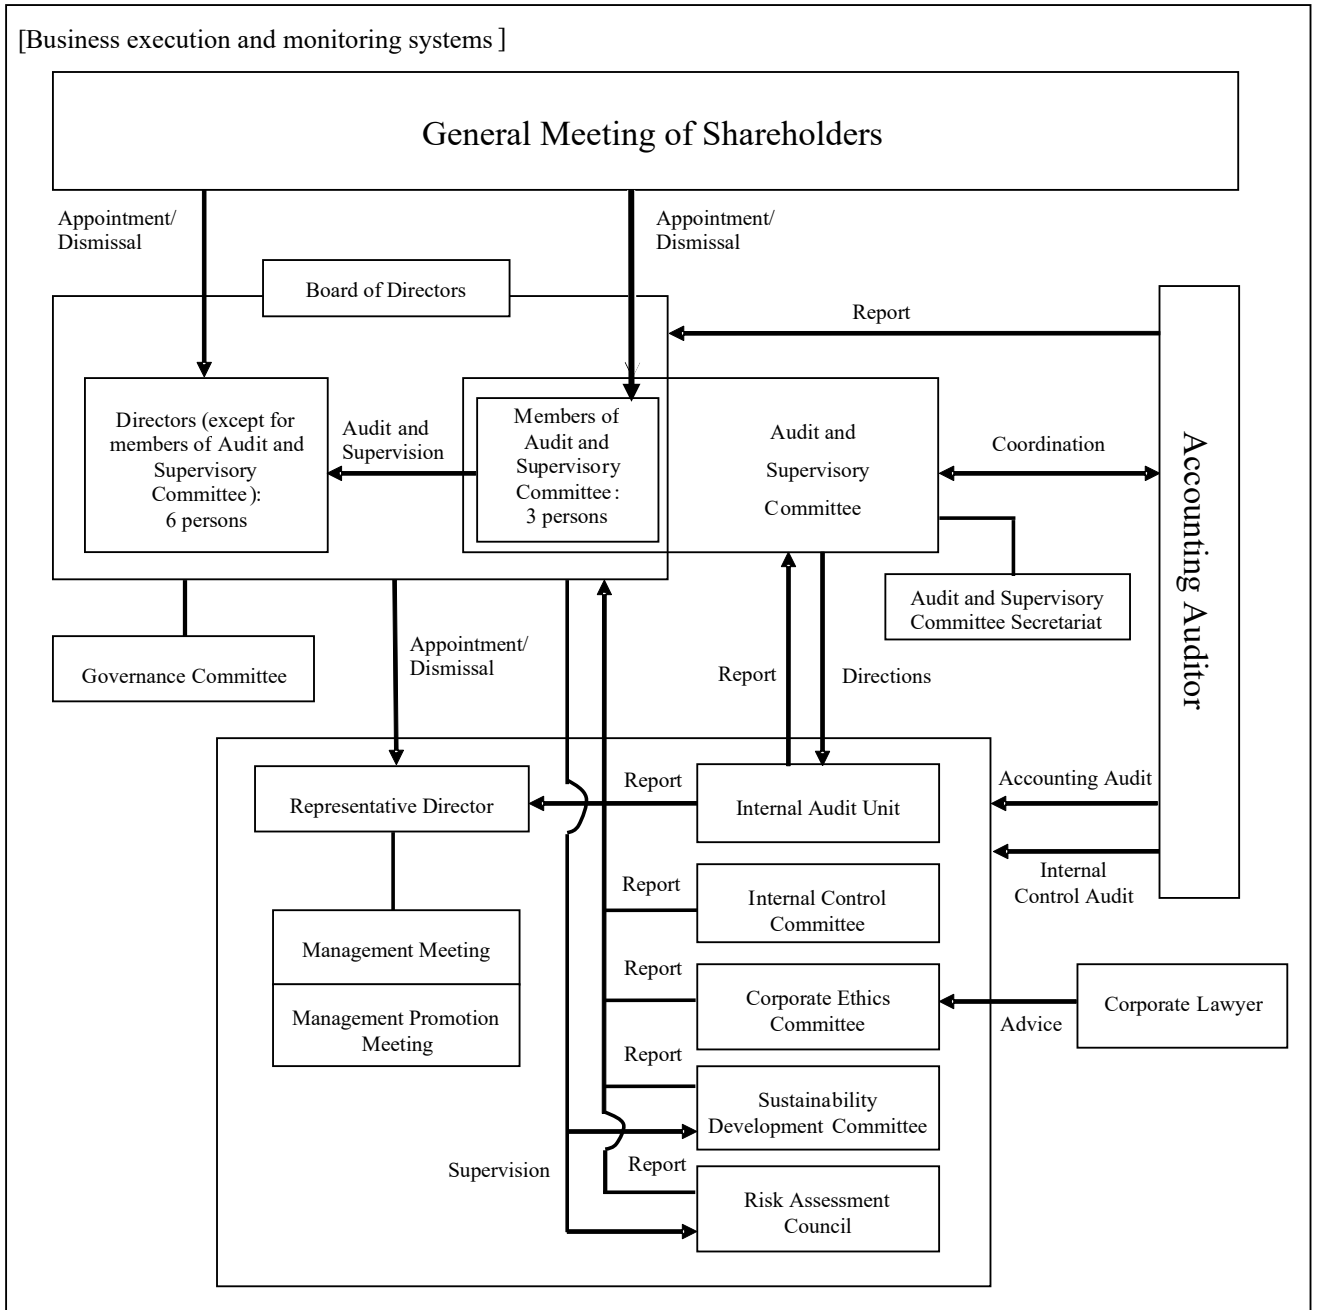 [Business execution and monitoring systems]
General Meeting of Shareholders
Appointment/
Dismissal
Appointment/
Dismissal
Board of Directors
Report
Directors (except for
members of Audit and
Supervisory
Committee):
6 persons
Audit and
Supervision
Members of
Audit and
Supervisory
Committee:
3 persons
Audit and
Supervisory
Committee
Coordination
Accounting Auditor
Audit and Supervisory
Committee Secretariat
Governance Committee
Appointment/
Dismissal
Report
Directions
Representative Director
Report
Internal Audit Unit
Accounting Audit
Internal
Control Audit
Report
Internal Control
Committee
Management Meeting
Management Promotion
Meeting
Report
Corporate Ethics
Committee
Advice
Corporate Lawyer
Report
Sustainability
Development Committee
Supervision
Report
Risk Assessment
Council